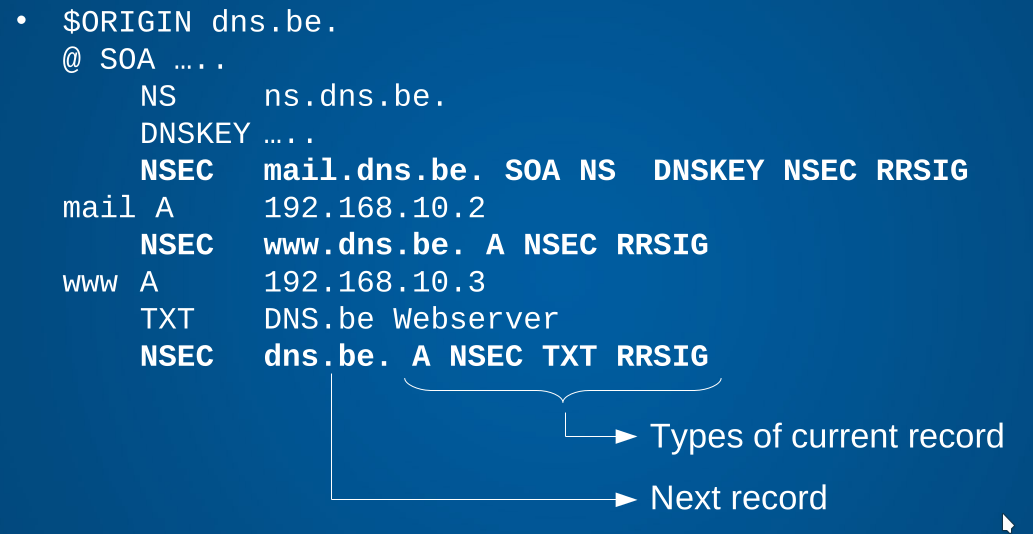 • $ORIGIN dns.be.
@ SOA …..
NS ns.dns.be.
DNSKEY …..
NSEC mail.dns.be. SOA NS DNSKEY NSEC RRSIG
mail A 192.168.10.2
NSEC www.dns.be. A NSEC RRSIG
www A 192.168.10.3
TXT DNS.be Webserver
NSEC dns.be. A NSEC TXT RRSIG
Types of current record
Next record